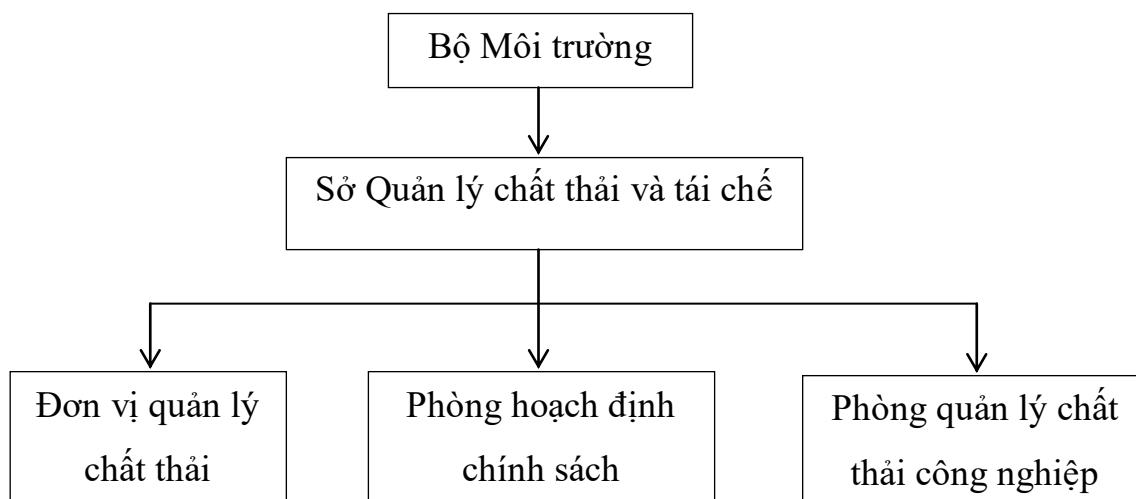 Bộ Môi trường
Sở Quản lý chất thải và tái chế
Đơn vị quản lý
chất thải
Phòng hoạch định
chính sách
Phòng quản lý chất
thải công nghiệp